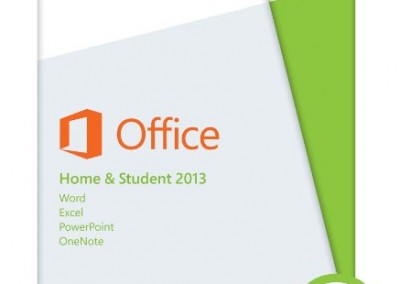 Office
Home & Student 2013
Word
Excel
PowerPoint
OneNote